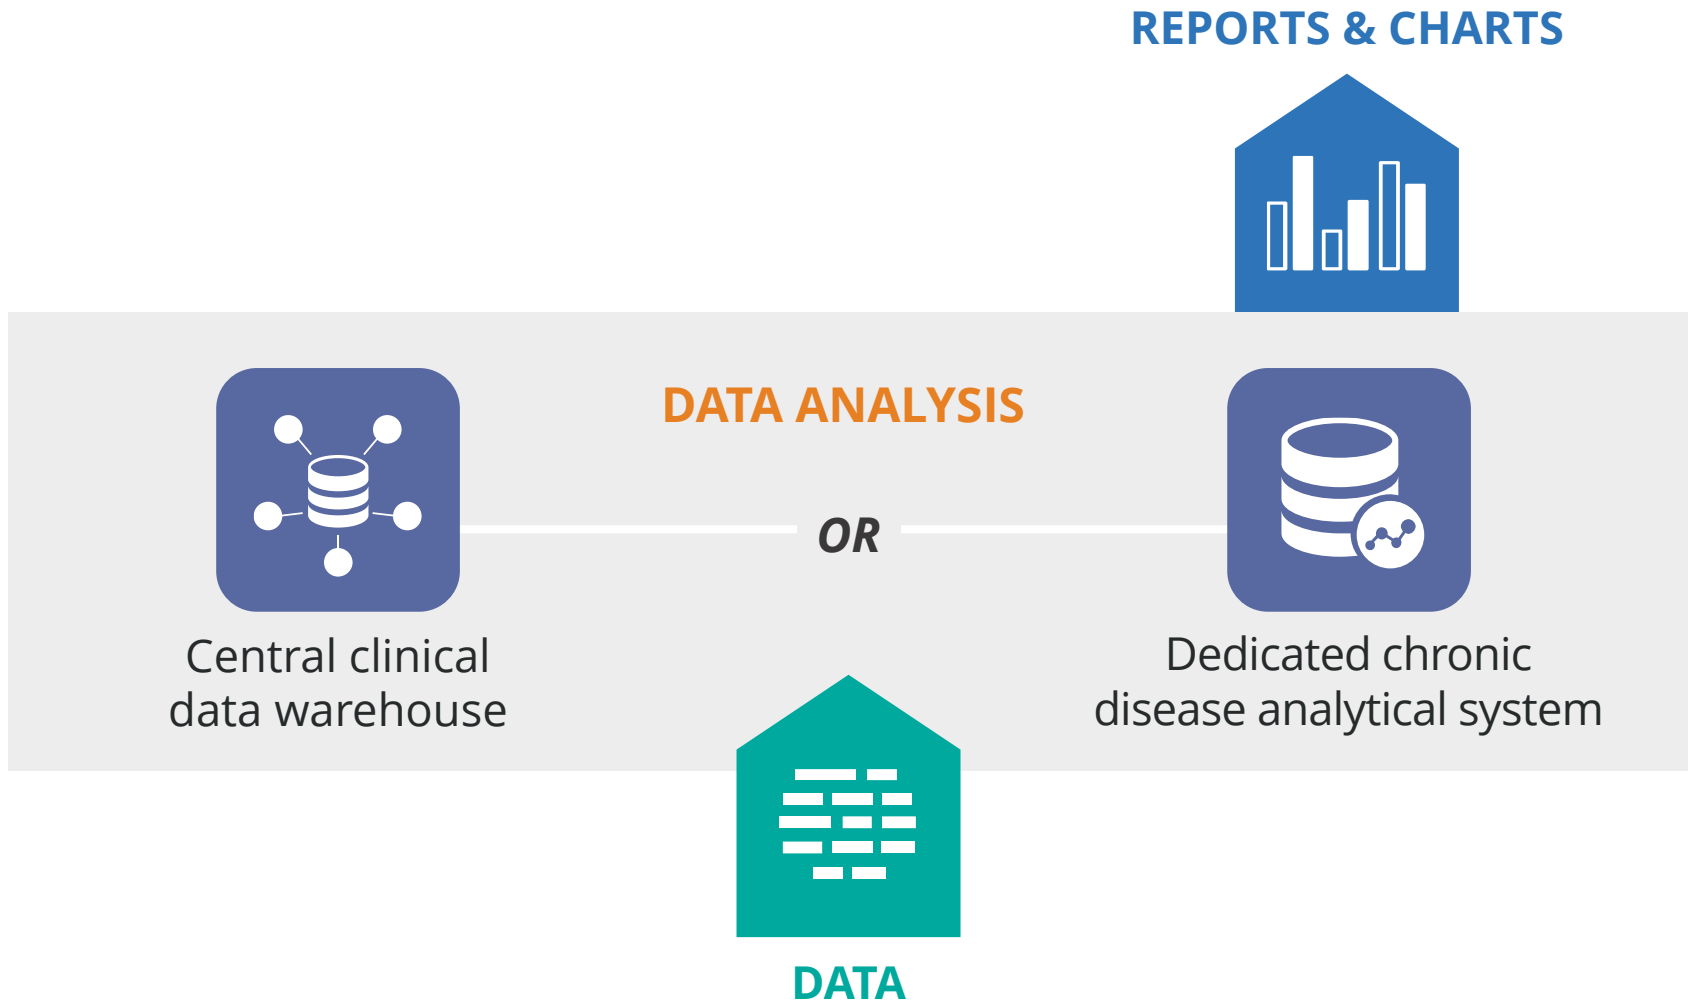 REPORTS & CHARTS
DATA ANALYSIS
OR
Central clinical
data warehouse
Dedicated chronic
disease analytical system
DATA